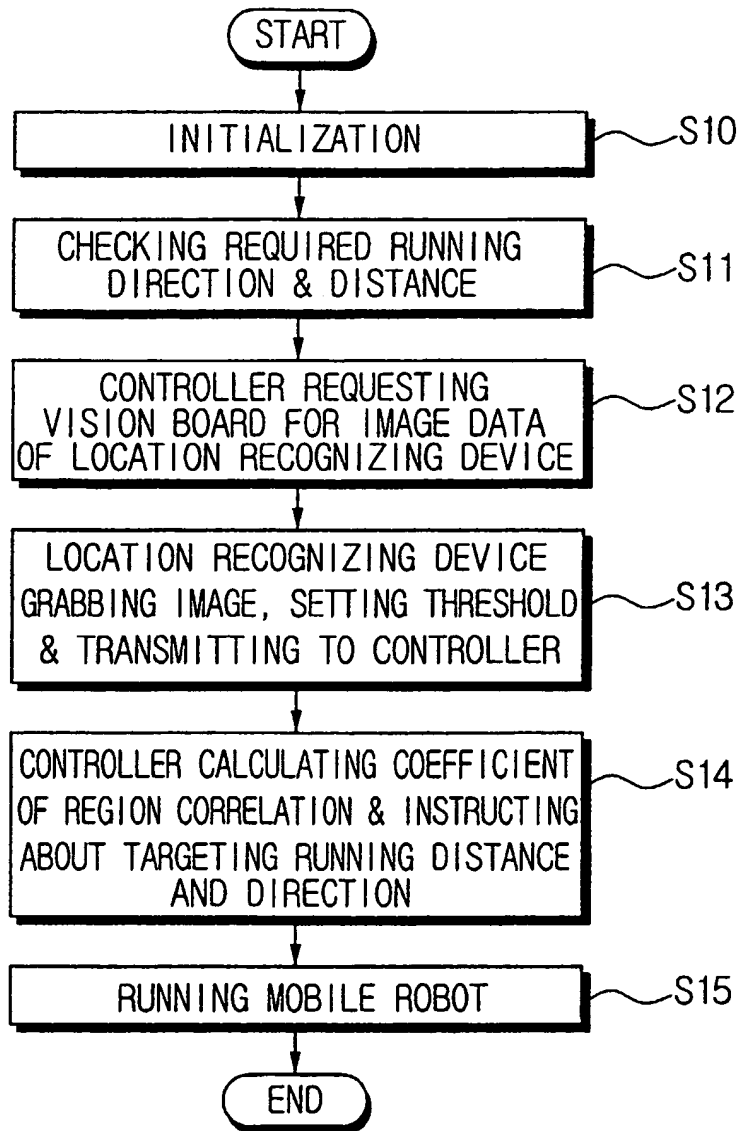 START
INITIALIZATION
S10
CHECKING REQUIRED RUNNING
DIRECTION & DISTANCE
S11
CONTROLLER REQUESTING
VISION BOARD FOR IMAGE DATA
OF LOCATION RECOGNIZING DEVICE
S12
LOCATION RECOGNIZING DEVICE
GRABBING IMAGE, SETTING THRESHOLD
& TRANSMITTING TO CONTROLLER
S13
CONTROLLER CALCULATING COEFFICIENT
OF REGION CORRELATION & INSTRUCTING
ABOUT TARGETING RUNNING DISTANCE
AND DIRECTION
S14
RUNNING MOBILE ROBOT
S15
END